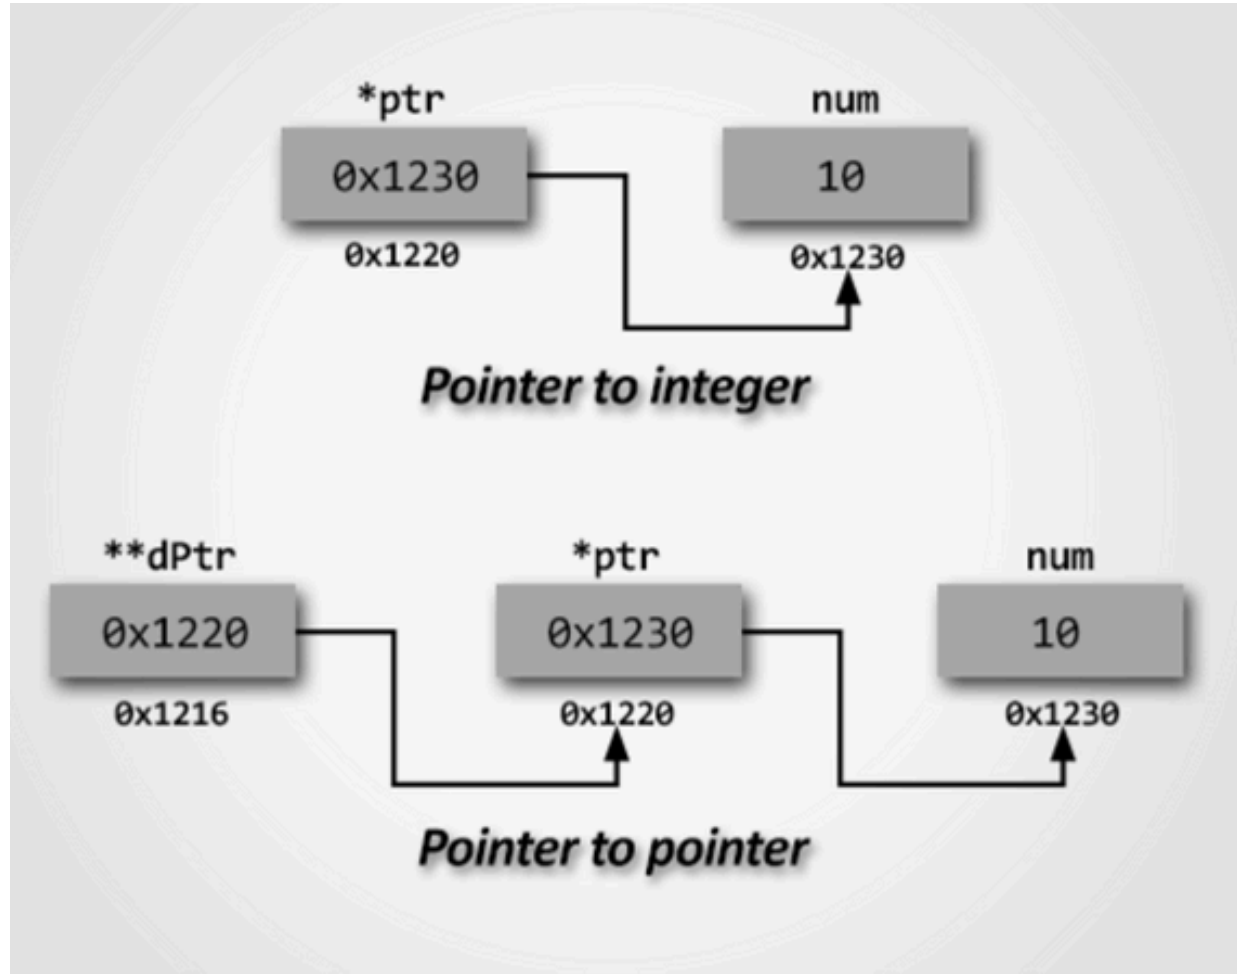 *ptr num
0x1230 10
0x1220 0x1230
Pointer to integer
**dPtr *ptr num
0x1220 0x1230 10
0x1216 0x1220 0x1230
Pointer to pointer